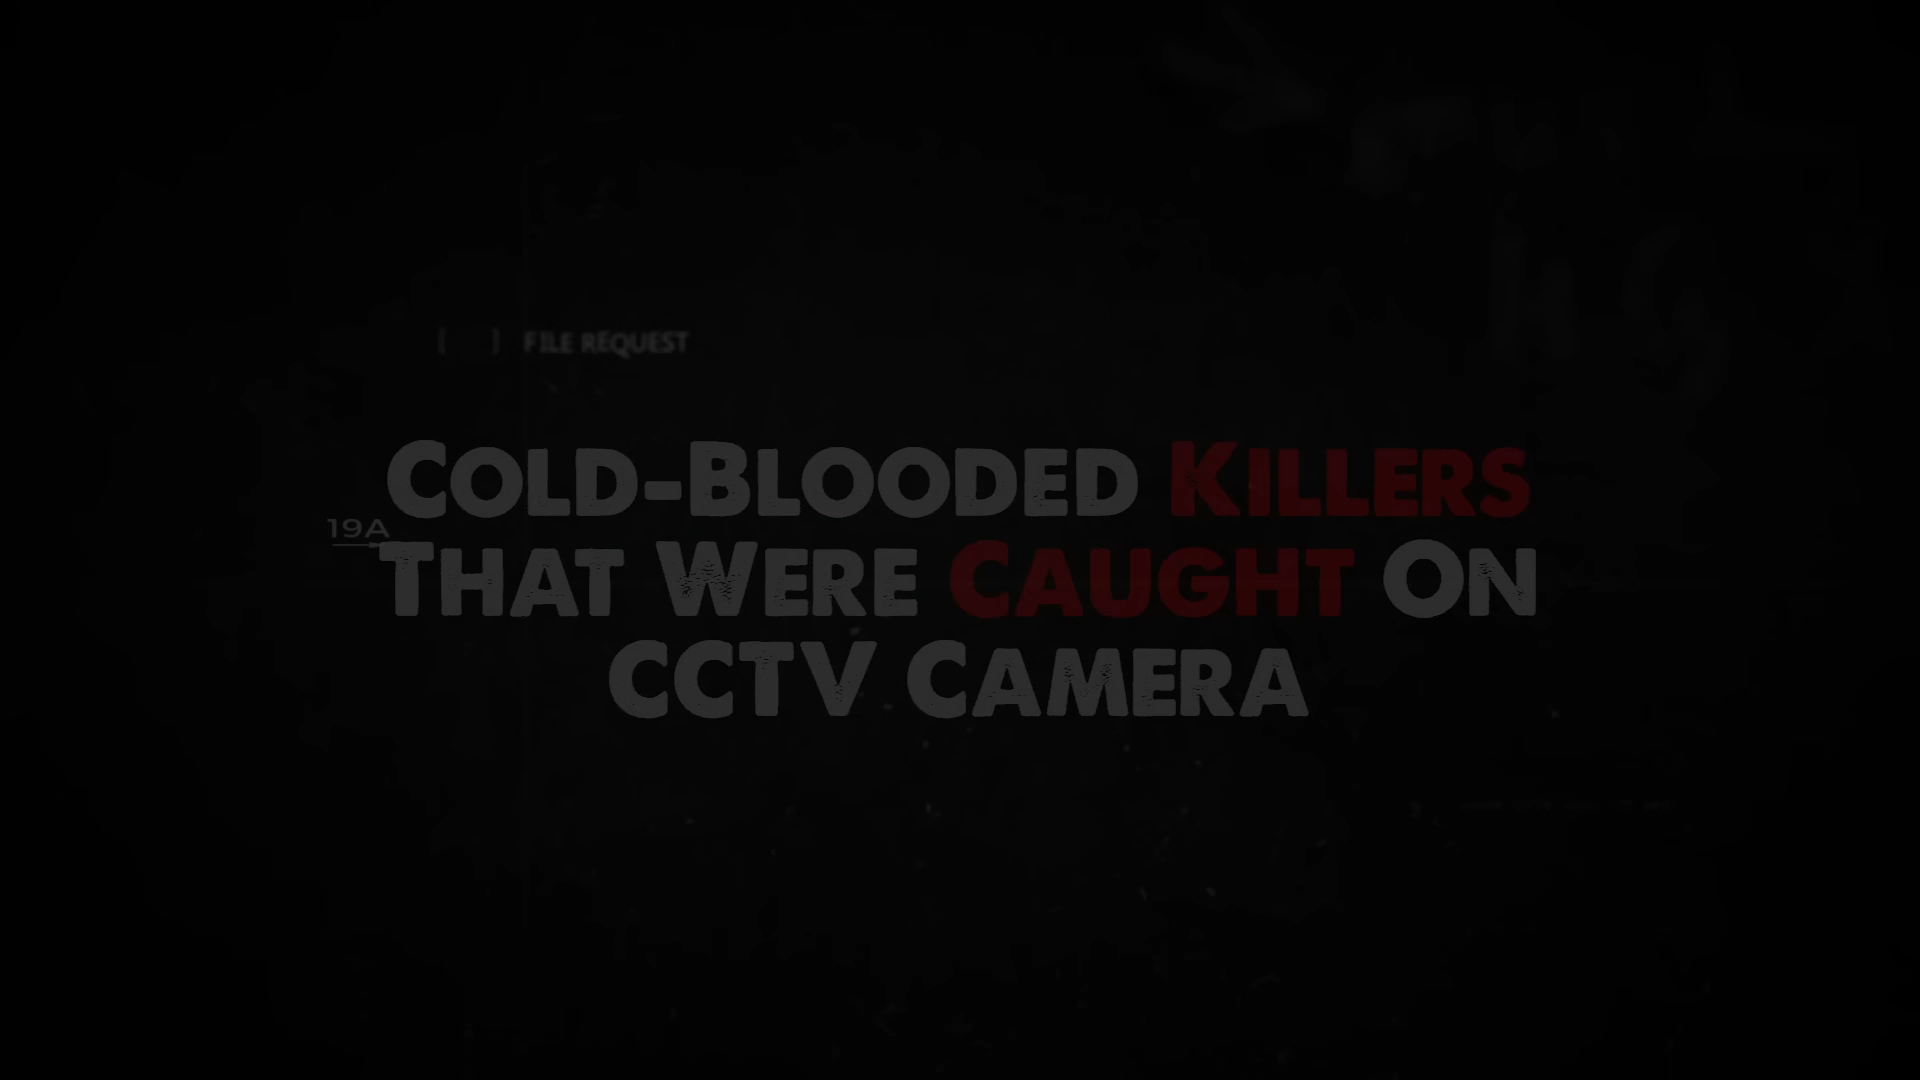 [ ] FILE REQUEST
COLD-BLOODED KILLERS
19A
THAT WERE CAUGHT ON
CCTV CAMERA